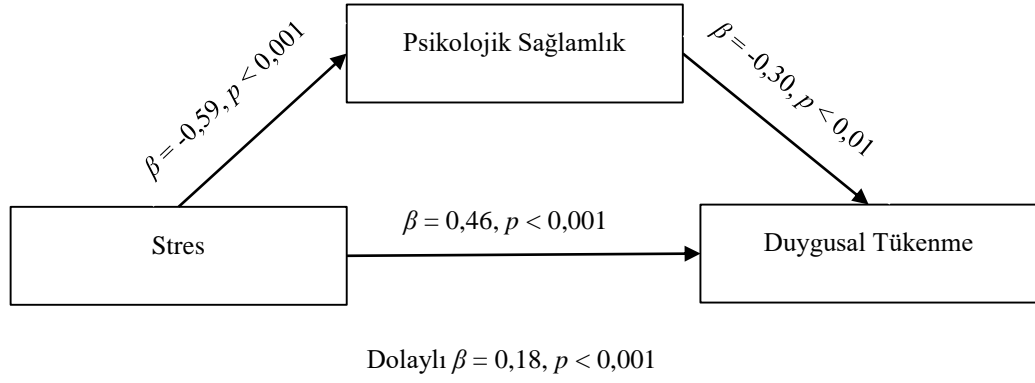 Psikolojik Sağlamlık
β = -0,59, p < 0,001
β = -0,30, p < 0,01
β = 0,46, p < 0,001
Stres
Duygusal Tükenme
Dolaylı β = 0,18, p < 0,001